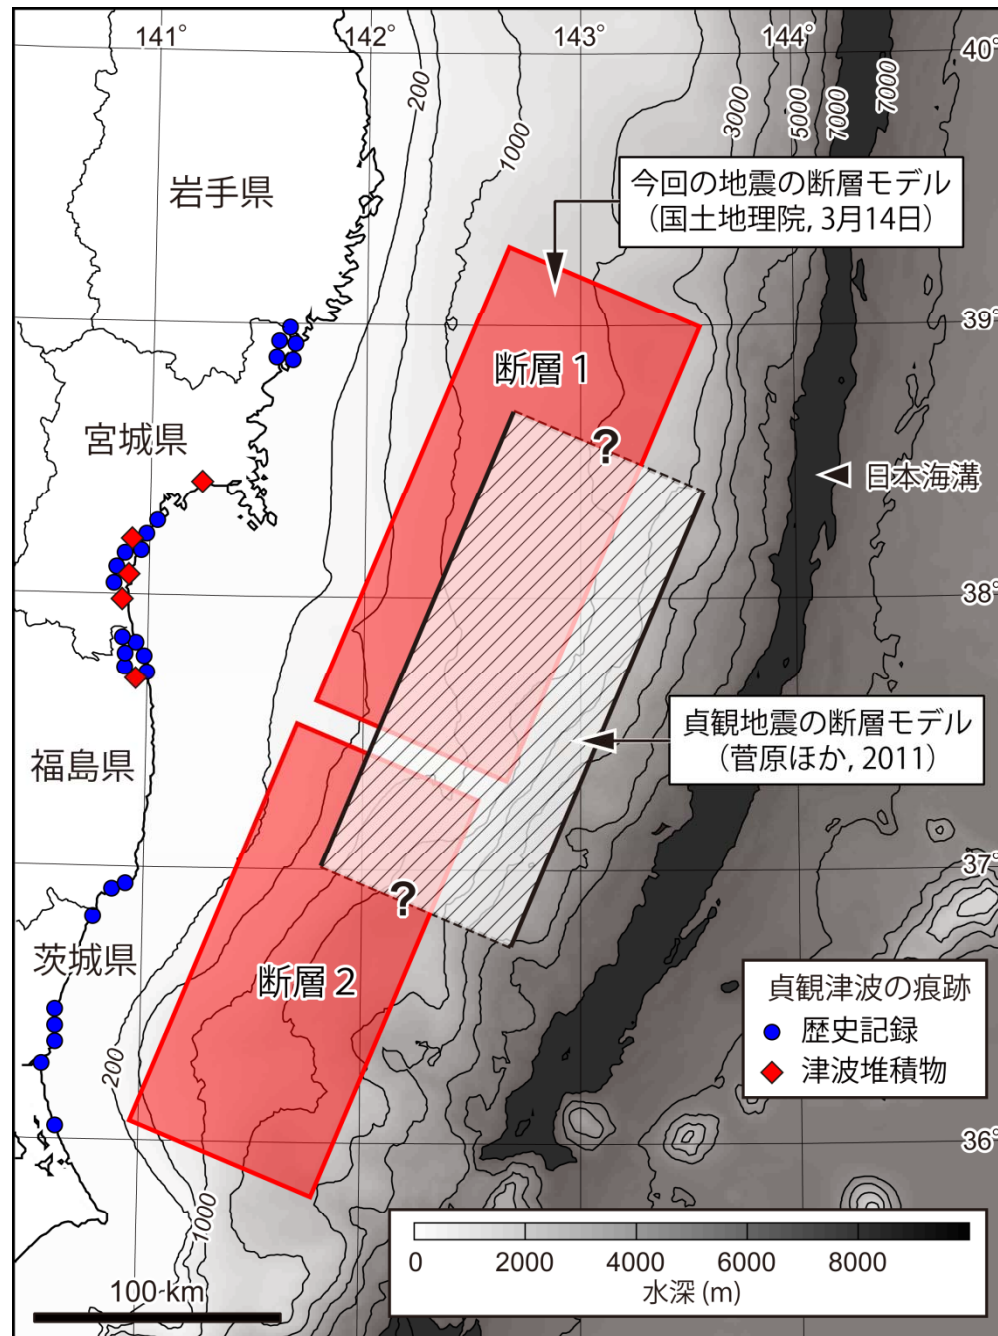 141°
142°
143°
144°
40°
200
1000
3000
5000
7000
7000
今回の地震の断層モデル
（国土地理院, 3月14日）
岩手県
39°
断層 1
宮城県
?
日本海溝
38°
貞観地震の断層モデル
（菅原ほか, 2011）
福島県
37°
?
茨城県
断層 2
貞観津波の痕跡
歴史記録
津波堆積物
200
36°
1000
0 2000 4000 6000 8000
水深 (m)
100 km